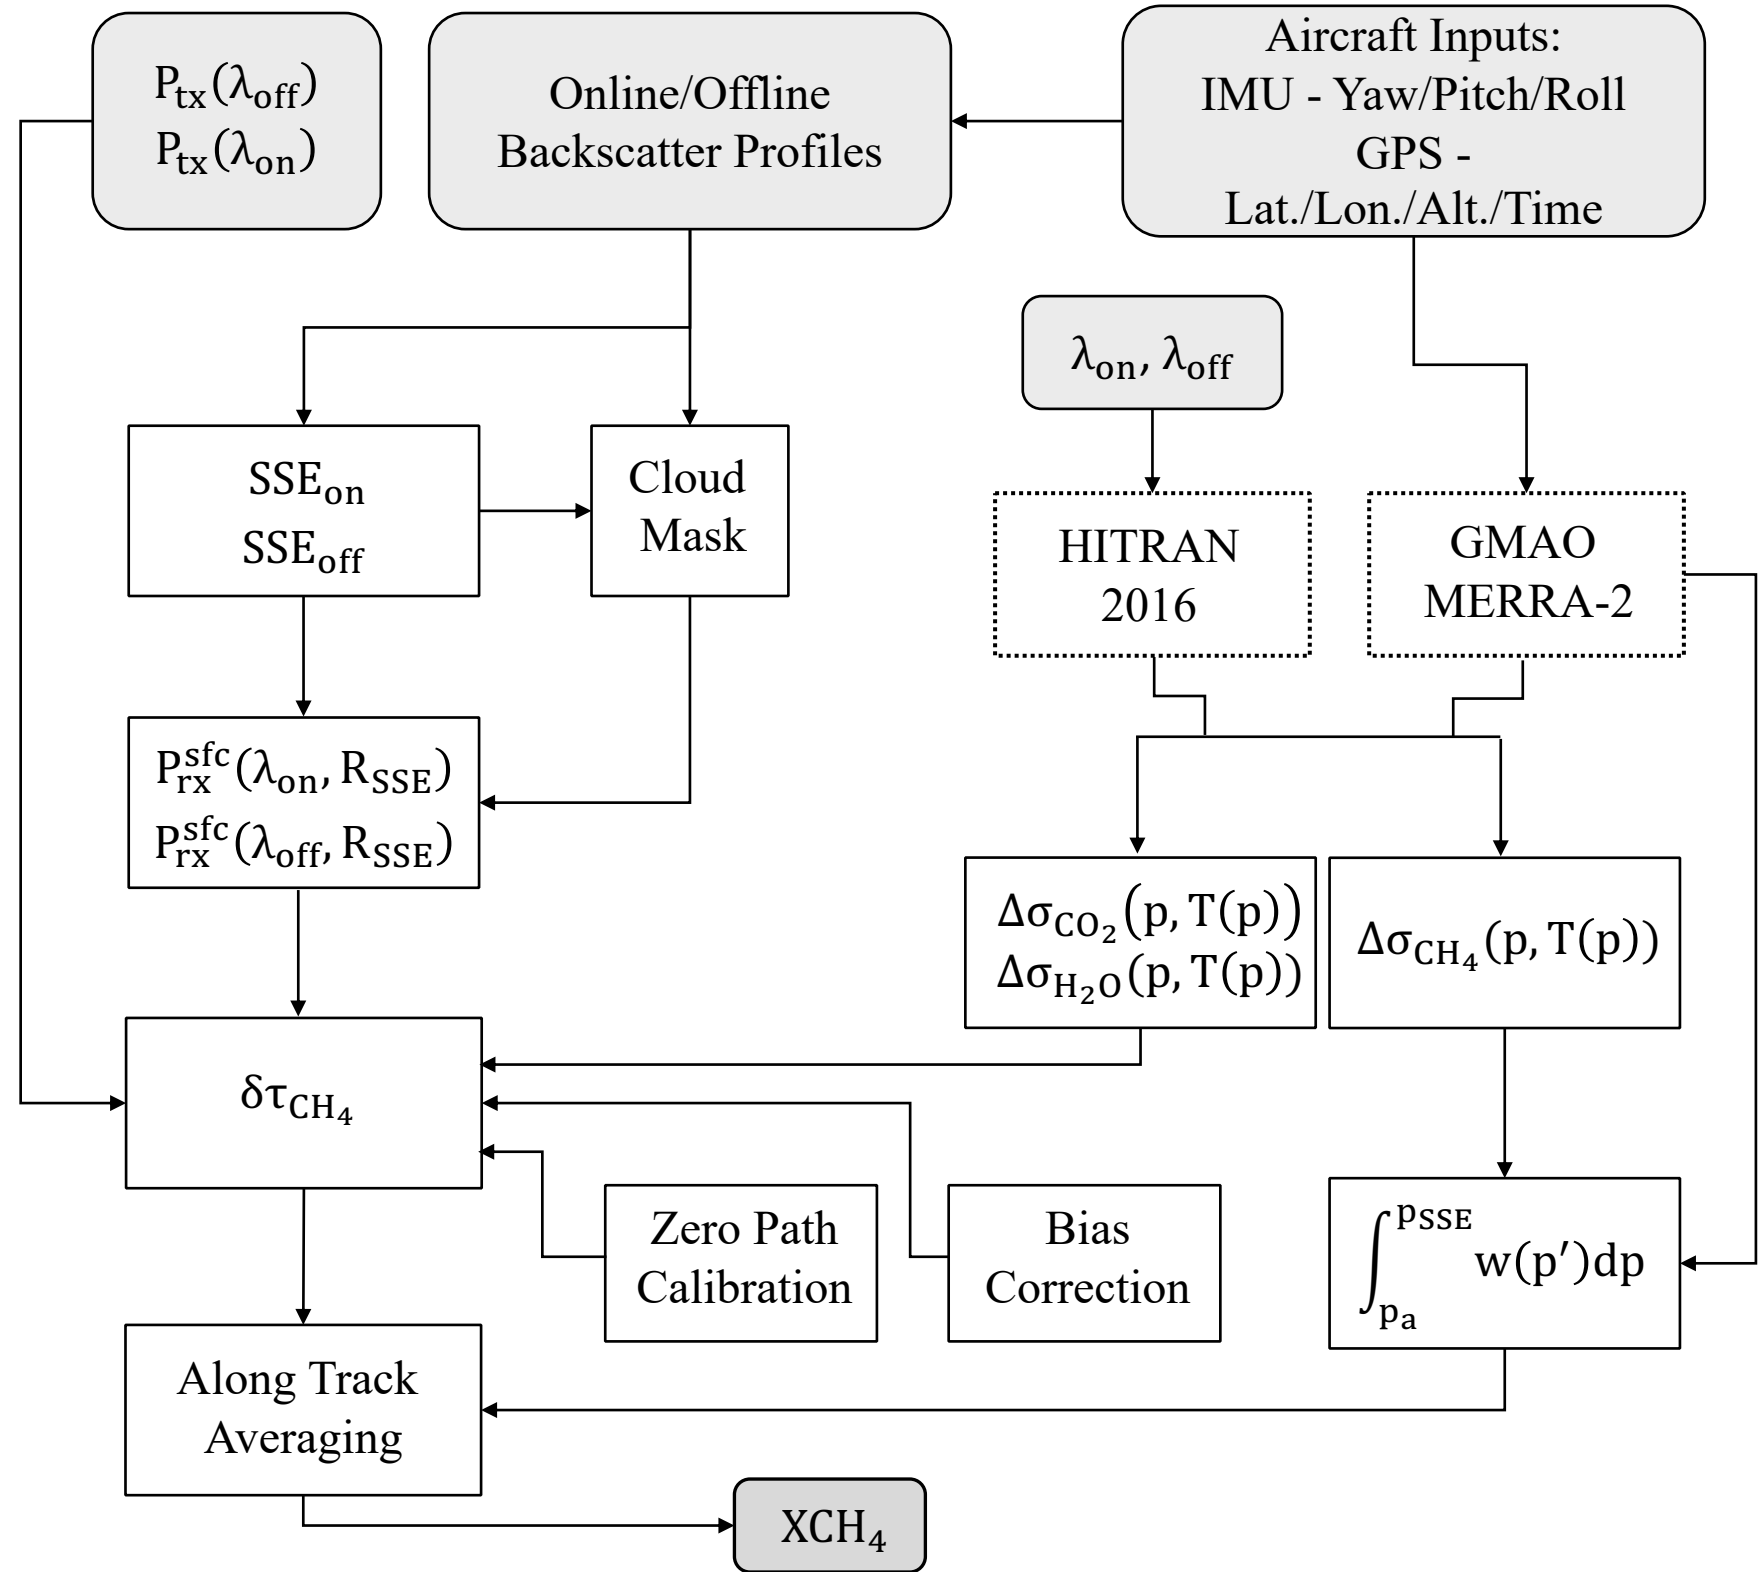 P_tx(λ_off)
P_tx(λ_on)
Online/Offline
Backscatter Profiles
Aircraft Inputs:
IMU - Yaw/Pitch/Roll
GPS -
Lat./Lon./Alt./Time
λ_on, λ_off
SSE_on
SSE_off
Cloud
Mask
HITRAN
2016
GMAO
MERRA-2
P_rx^sfc(λ_on, R_SSE)
P_rx^sfc(λ_off, R_SSE)
Δσ_CO₂(p, T(p))
Δσ_H₂O(p, T(p))
Δσ_CH₄(p, T(p))
δτ_CH₄
Zero Path
Calibration
Bias
Correction
∫_p_a^p_SSE w(p′)dp
Along Track
Averaging
XCH₄